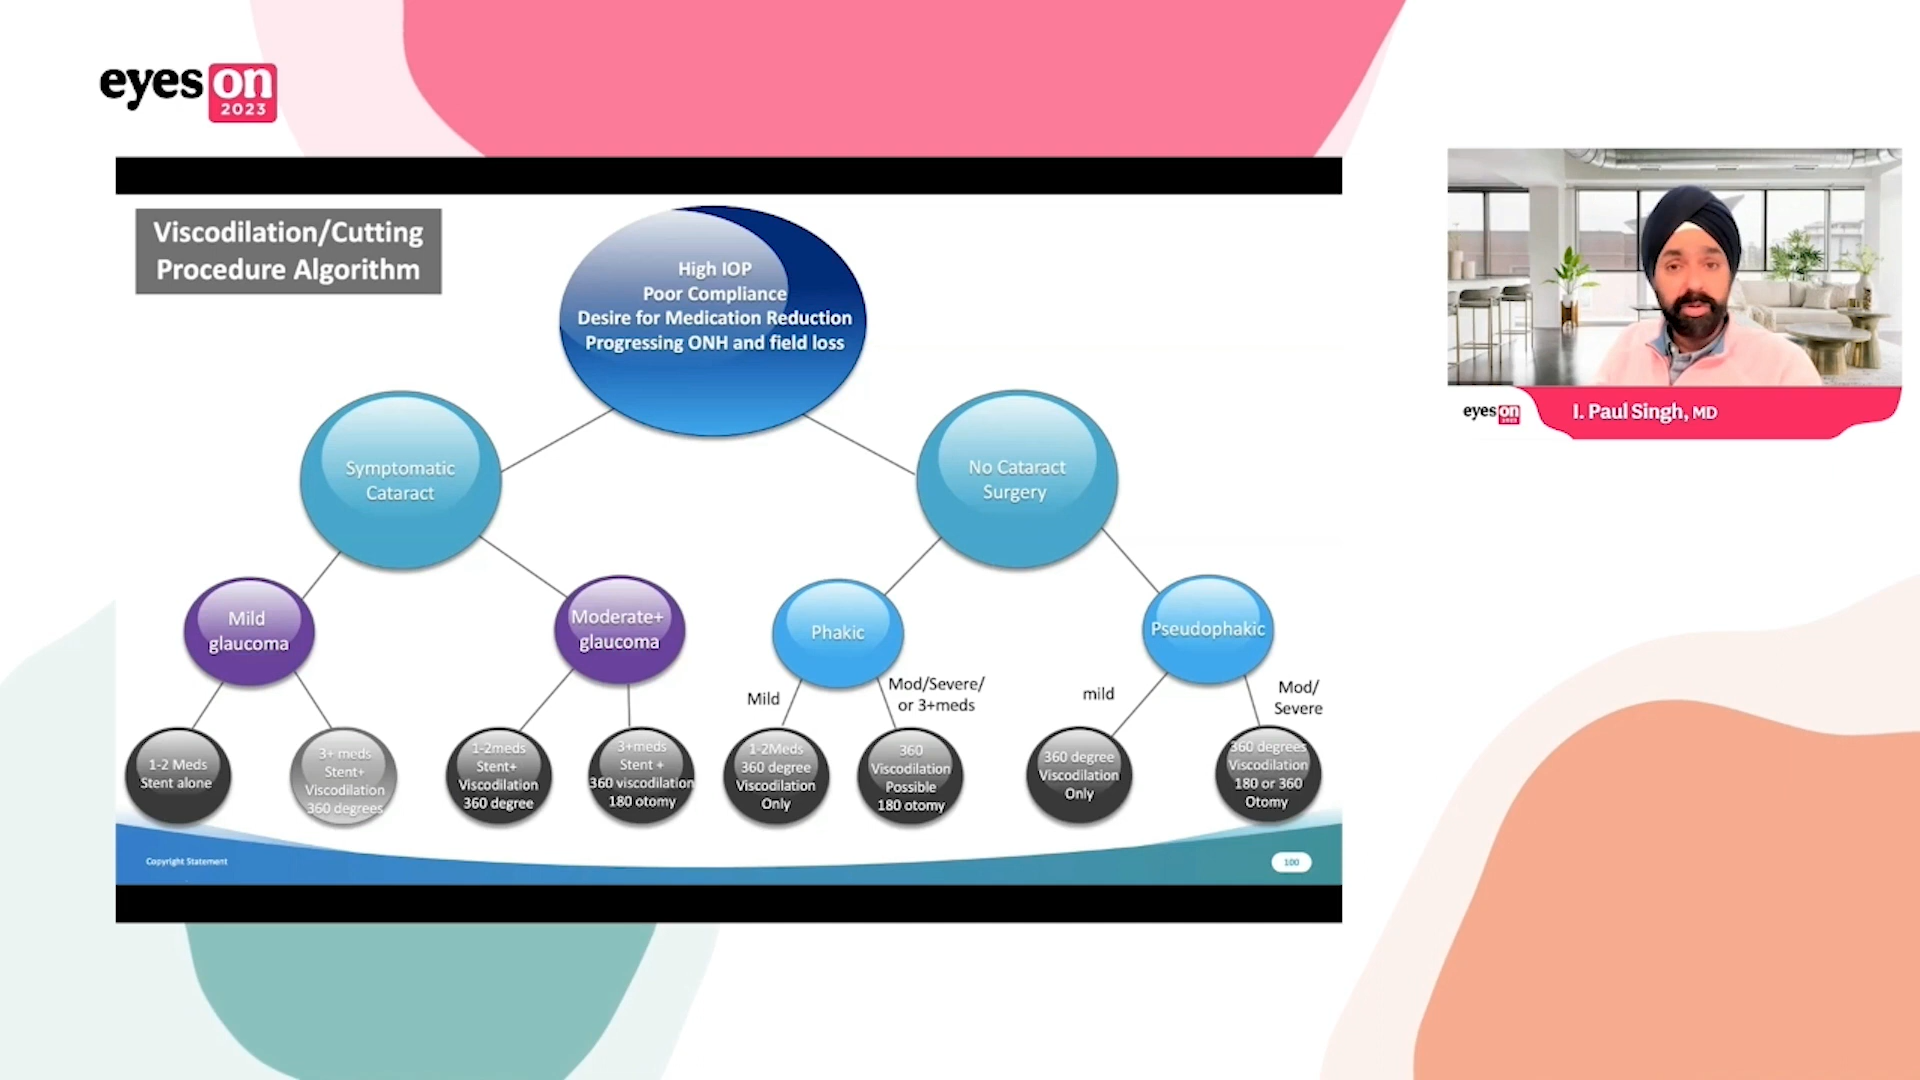 eyes on
2023
Viscodilation/Cutting
Procedure Algorithm
High IOP
Poor Compliance
Desire for Medication Reduction
Progressing ONH and field loss
Symptomatic
Cataract
No Cataract
Surgery
Mild
glaucoma
Moderate+
glaucoma
Phakic
Pseudophakic
Mild
Mod/Severe/
or 3+meds
mild
Mod/
Severe
1-2 Meds
Stent alone
3+ meds
Stent+
Viscodilation
360 degrees
1-2meds
Stent+
Viscodilation
360 degree
3+meds
Stent +
360 viscodilation
180 otomy
1-2Meds
360 degree
Viscodilation
Only
360
Viscodilation
Possible
180 otomy
360 degree
Viscodilation
Only
360 degrees
Viscodilation
180 or 360
Otomy
Copyright Statement
100
eyes on
2023
I. Paul Singh, MD